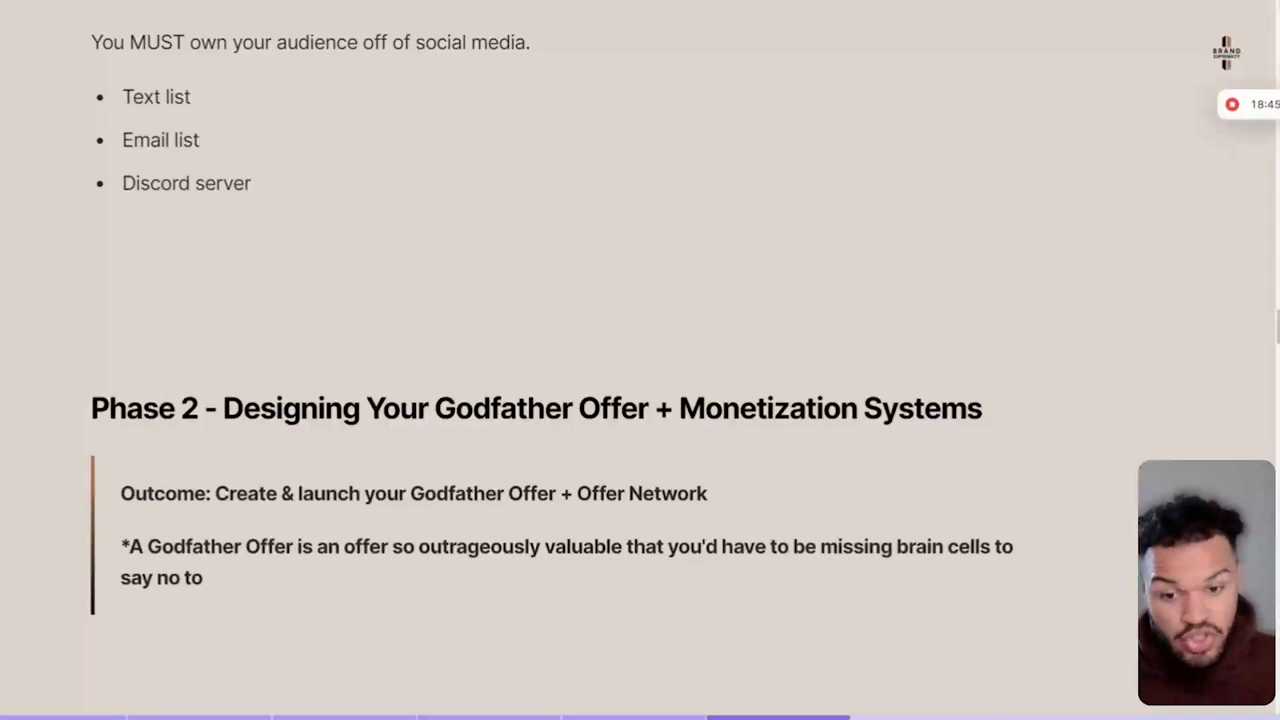 You MUST own your audience off of social media.
BRAND
SUPREMACY
18:45
• Text list
• Email list
• Discord server
Phase 2 - Designing Your Godfather Offer + Monetization Systems
Outcome: Create & launch your Godfather Offer + Offer Network
*A Godfather Offer is an offer so outrageously valuable that you'd have to be missing brain cells to
say no to